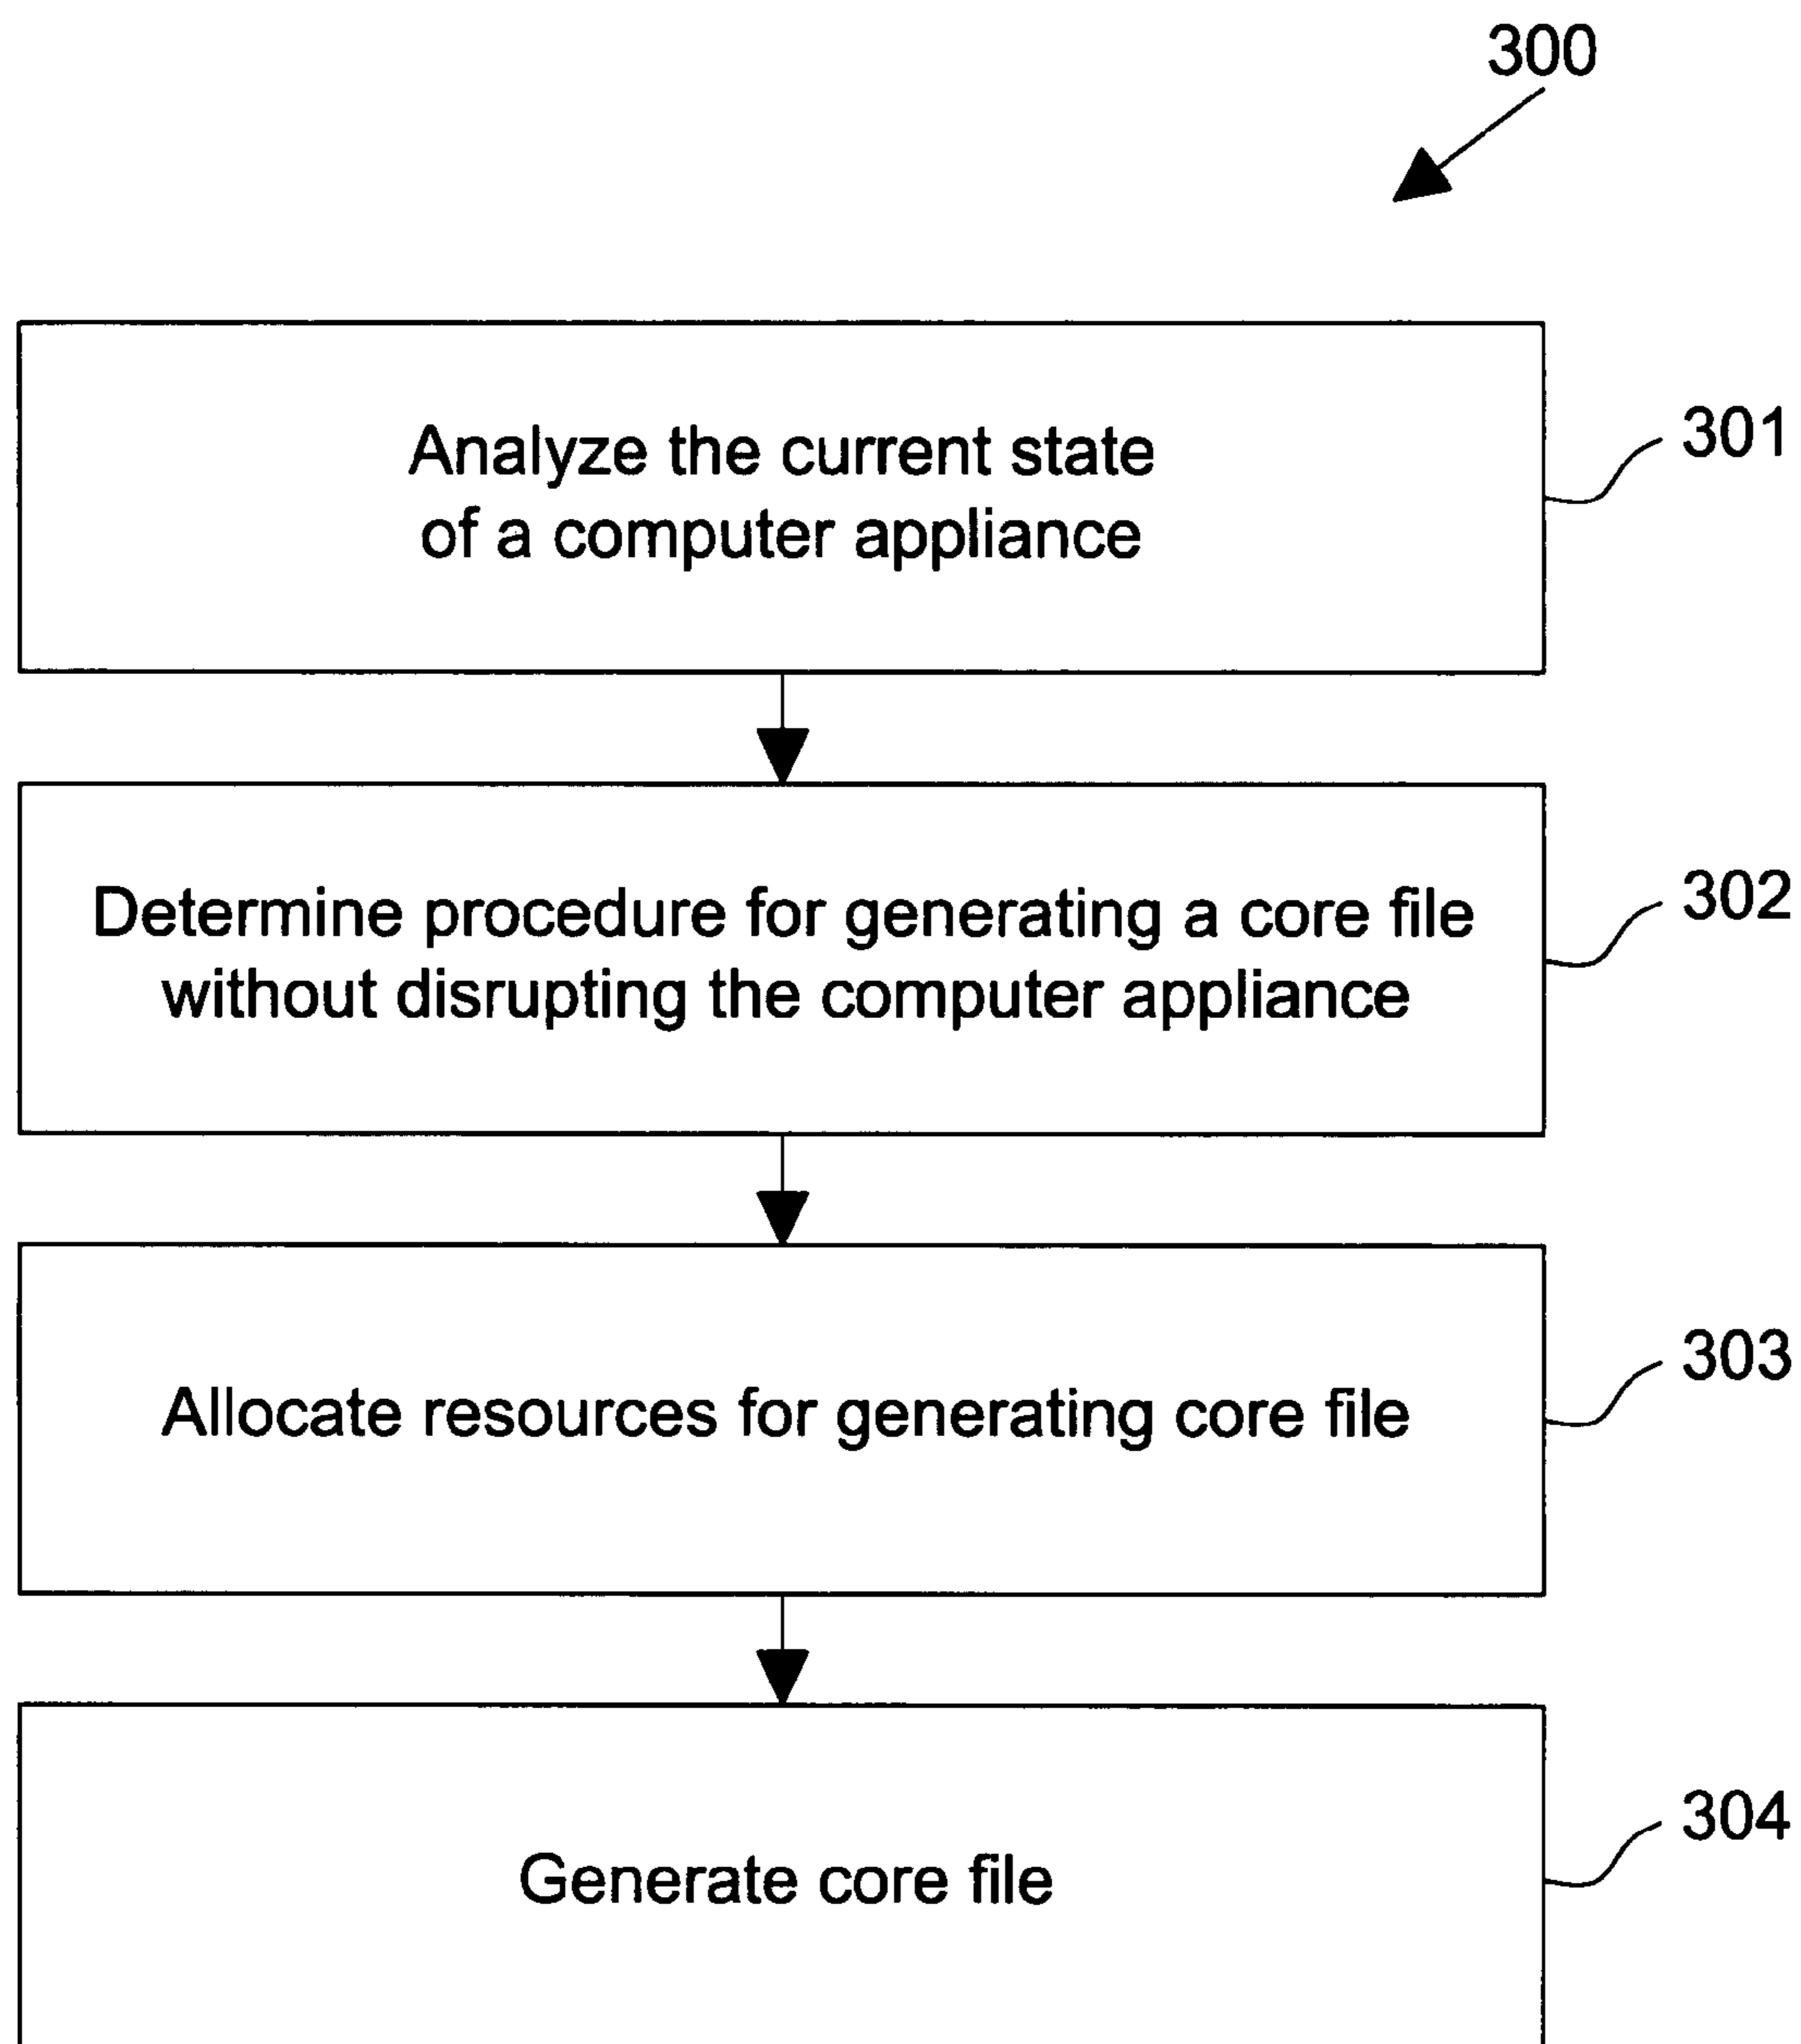 300
Analyze the current state
of a computer appliance
301
Determine procedure for generating a core file
without disrupting the computer appliance
302
Allocate resources for generating core file
303
Generate core file
304